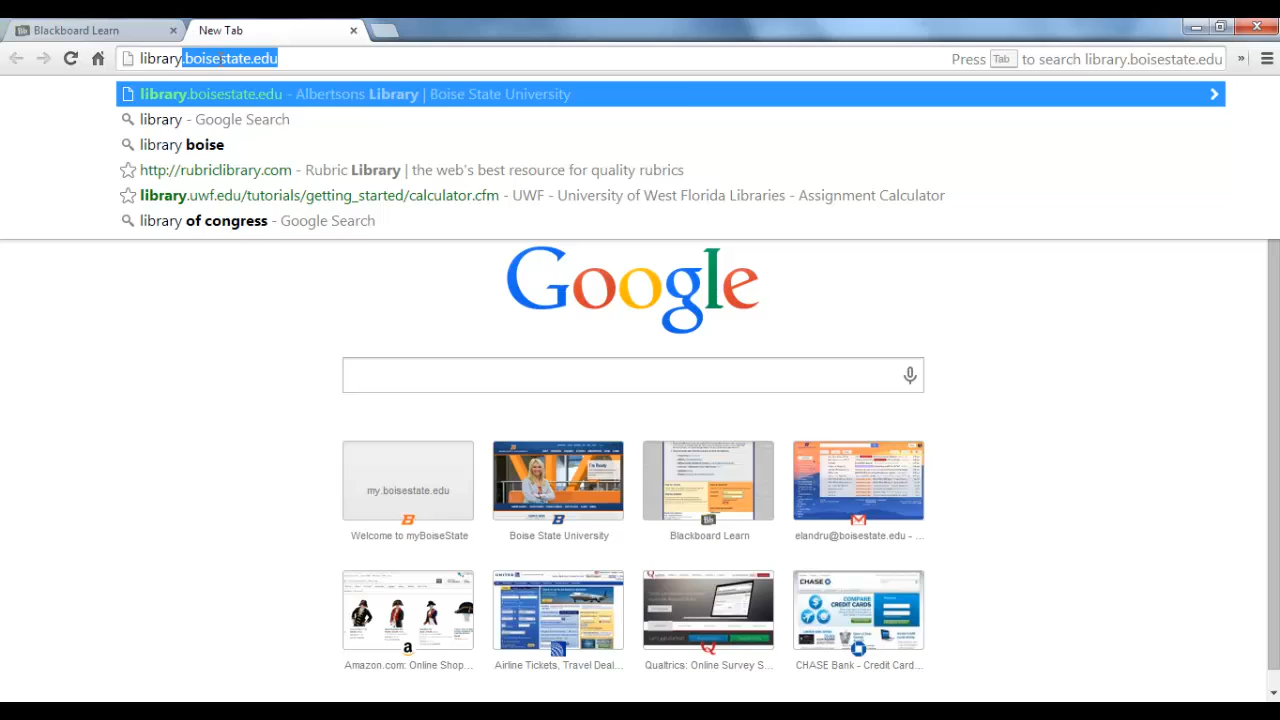 Blackboard Learn
New Tab
library.boisestate.edu
Press Tab to search library.boisestate.edu
library.boisestate.edu - Albertsons Library | Boise State University
library - Google Search
library boise
http://rubriclibrary.com - Rubric Library | the web's best resource for quality rubrics
library.uwf.edu/tutorials/getting_started/calculator.cfm - UWF - University of West Florida Libraries - Assignment Calculator
library of congress - Google Search
Google
my.boisestate.edu
Welcome to myBoiseState
Boise State University
Blackboard Learn
elandru@boisestate.edu - ...
CHASE
COMPARE
CREDIT CARDS
Amazon.com: Online Shop...
Airline Tickets, Travel Deal...
Qualtrics: Online Survey S...
CHASE Bank - Credit Card...